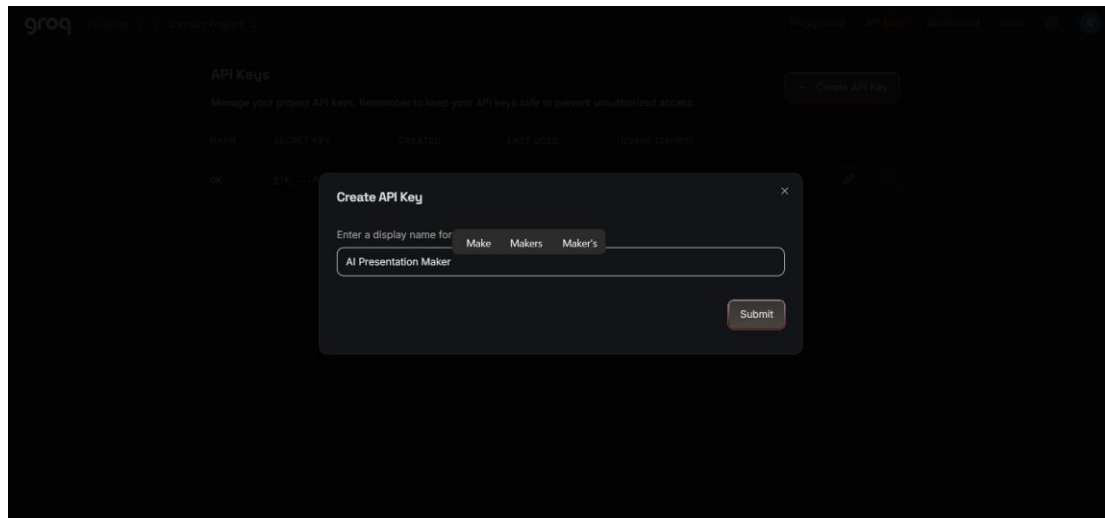 groq Personal Default Project Playground API Keys Dashboard Docs G
API Keys
+ Create API Key
Manage your project API keys. Remember to keep your API keys safe to prevent unauthorized access.
NAME SECRET KEY CREATED LAST USED
Create API Key
Enter a display name for
Make Makers Maker's
AI Presentation Maker
Submit